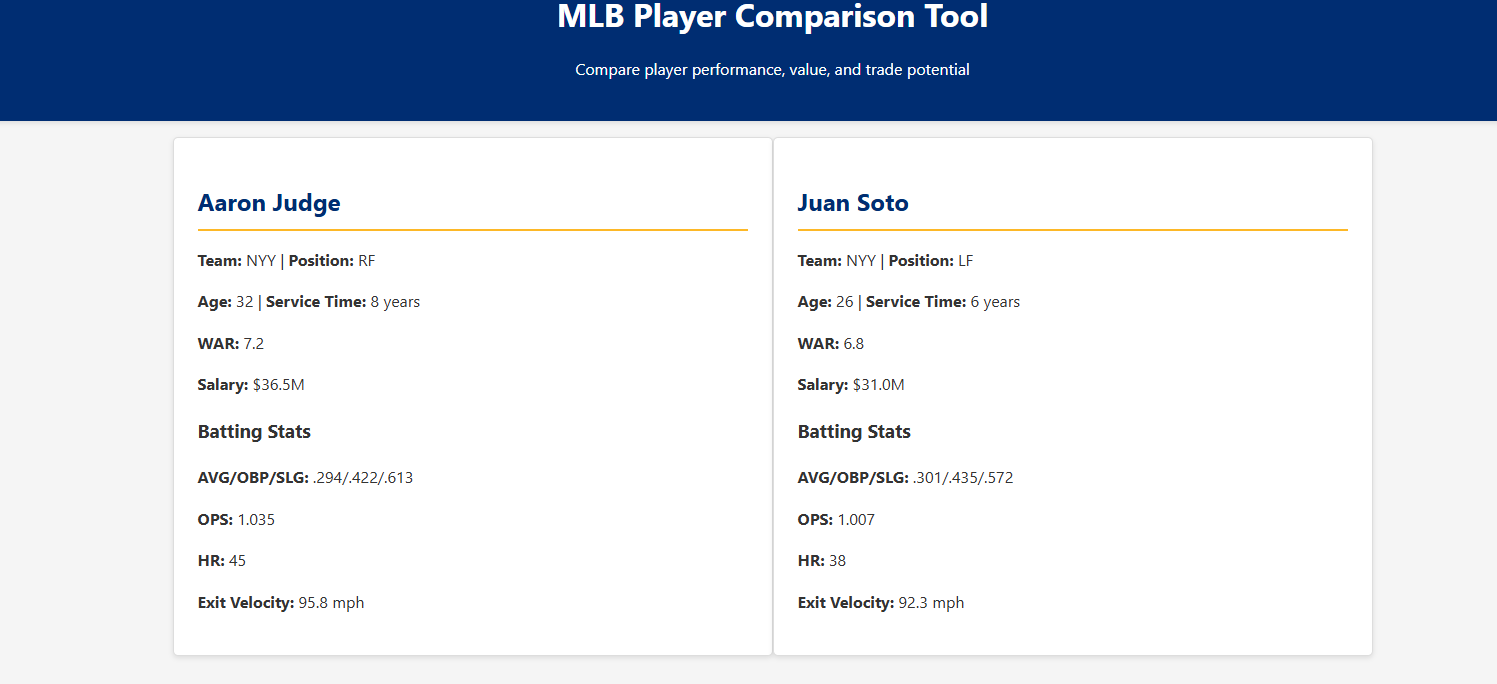 MLB Player Comparison Tool
Compare player performance, value, and trade potential
Aaron Judge
Team: NYY | Position: RF
Age: 32 | Service Time: 8 years
WAR: 7.2
Salary: $36.5M
Batting Stats
AVG/OBP/SLG: .294/.422/.613
OPS: 1.035
HR: 45
Exit Velocity: 95.8 mph
Juan Soto
Team: NYY | Position: LF
Age: 26 | Service Time: 6 years
WAR: 6.8
Salary: $31.0M
Batting Stats
AVG/OBP/SLG: .301/.435/.572
OPS: 1.007
HR: 38
Exit Velocity: 92.3 mph